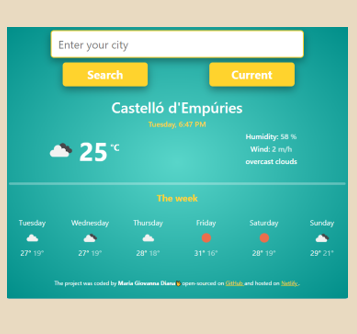 Enter your city
Search Current
Castelló d'Empúries
Tuesday, 6:47 PM
25 °C
Humidity: 58 %
Wind: 2 m/h
overcast clouds
The week
Tuesday Wednesday Thursday Friday Saturday Sunday
27° 19° 27° 19° 28° 18° 31° 16° 28° 19° 29° 21°
The project was coded by Maria Giovanna Diana open-sourced on GitHub and hosted on Netlify.